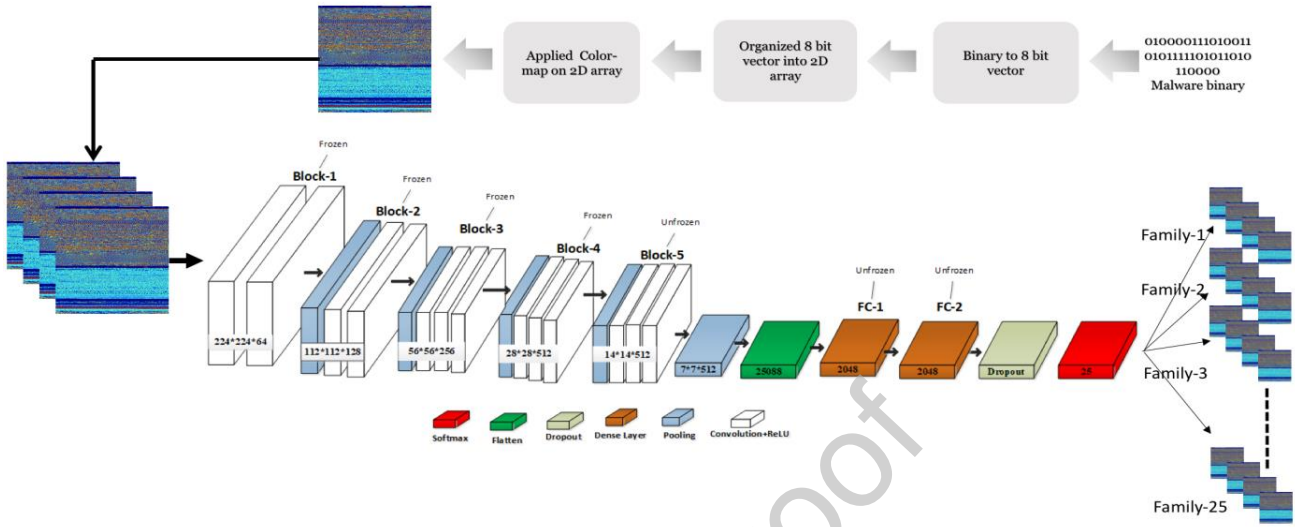 Applied Color-
map on 2D array
Organized 8 bit
vector into 2D
array
Binary to 8 bit
vector
010000111010011
0101111101011010
110000
Malware binary
Frozen
Block-1
Frozen
Block-2
Frozen
Block-3
Frozen
Block-4
Unfrozen
Block-5
Unfrozen
FC-1
Unfrozen
FC-2
224*224*64
112*112*128
56*56*256
28*28*512
14*14*512
7*7*512
25088
2048
2048
Dropout
25
Family-1
Family-2
Family-3
Family-25
Softmax
Flatten
Dropout
Dense Layer
Pooling
Convolution+ReLU
oof